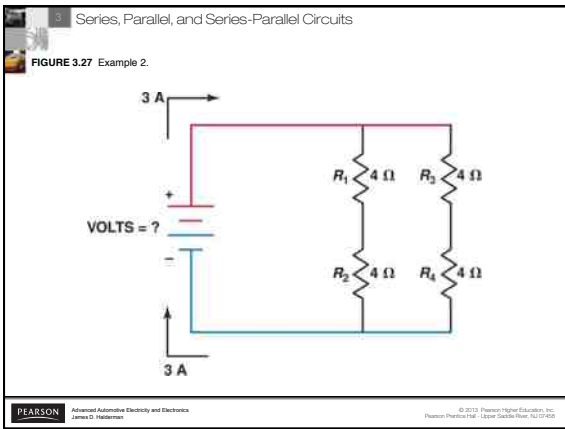 3 Series, Parallel, and Series-Parallel Circuits
FIGURE 3.27 Example 2.
3 A
R₁ 4 Ω R₃ 4 Ω
+
VOLTS = ?
−
R₂ 4 Ω R₄ 4 Ω
3 A
PEARSON
Advanced Automotive Electricity and Electronics
James D. Halderman
© 2013 Pearson Higher Education, Inc.
Pearson Prentice Hall - Upper Saddle River, NJ 07458